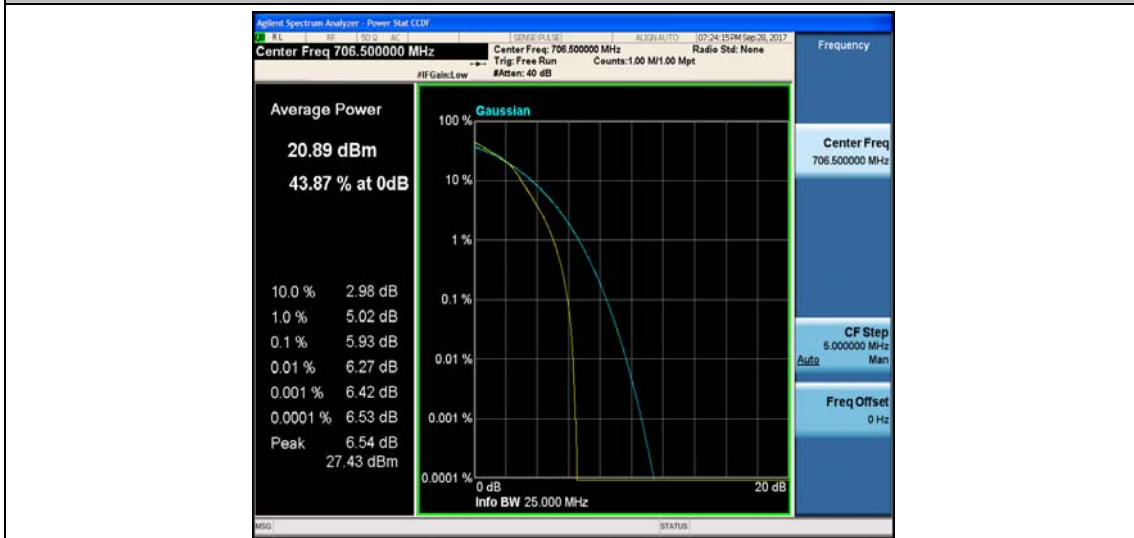 Agilent Spectrum Analyzer - Power Stat CCDF
RL RF 50 Ω AC SENSE:PULSE ALIGN AUTO 07:24:15 PM Sep 28, 2017
Center Freq 706.500000 MHz
Center Freq: 706.500000 MHz Radio Std: None
Trig: Free Run Counts:1.00 M/1.00 Mpt
#IFGain:Low #Atten: 40 dB
Frequency
Average Power
20.89 dBm
43.87 % at 0dB
10.0 % 2.98 dB
1.0 % 5.02 dB
0.1 % 5.93 dB
0.01 % 6.27 dB
0.001 % 6.42 dB
0.0001 % 6.53 dB
Peak 6.54 dB
27.43 dBm
Gaussian
100 %
10 %
1 %
0.1 %
0.01 %
0.001 %
0.0001 %
0 dB 20 dB
Info BW 25.000 MHz
Center Freq
706.500000 MHz
CF Step
5.000000 MHz
Auto Man
Freq Offset
0 Hz
MSG STATUS